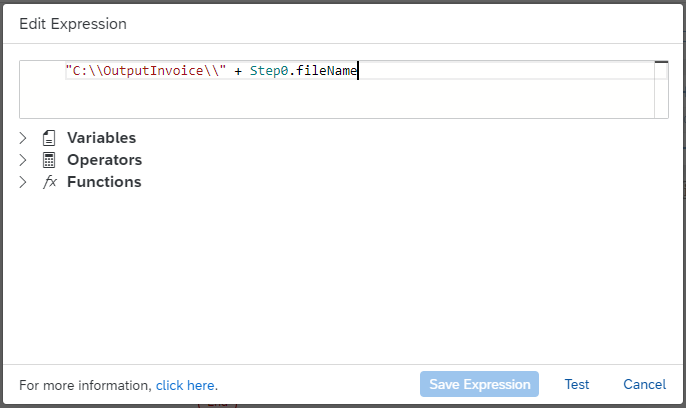 Edit Expression
"C:\\OutputInvoice\\" + Step0.fileName
Variables
Operators
fx Functions
For more information, click here.
Save Expression Test Cancel